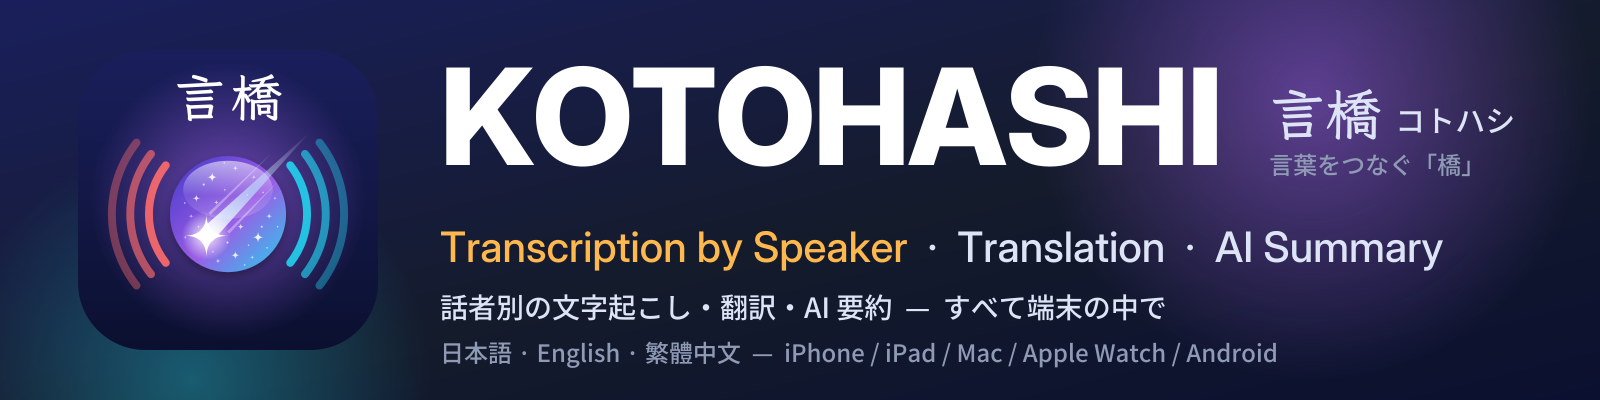 言橋
KOTOHASHI
言橋 コトハシ
言葉をつなぐ「橋」
Transcription by Speaker · Translation · AI Summary
話者別の文字起こし・翻訳・AI 要約 — すべて端末の中で
日本語 · English · 繁體中文 — iPhone / iPad / Mac / Apple Watch / Android